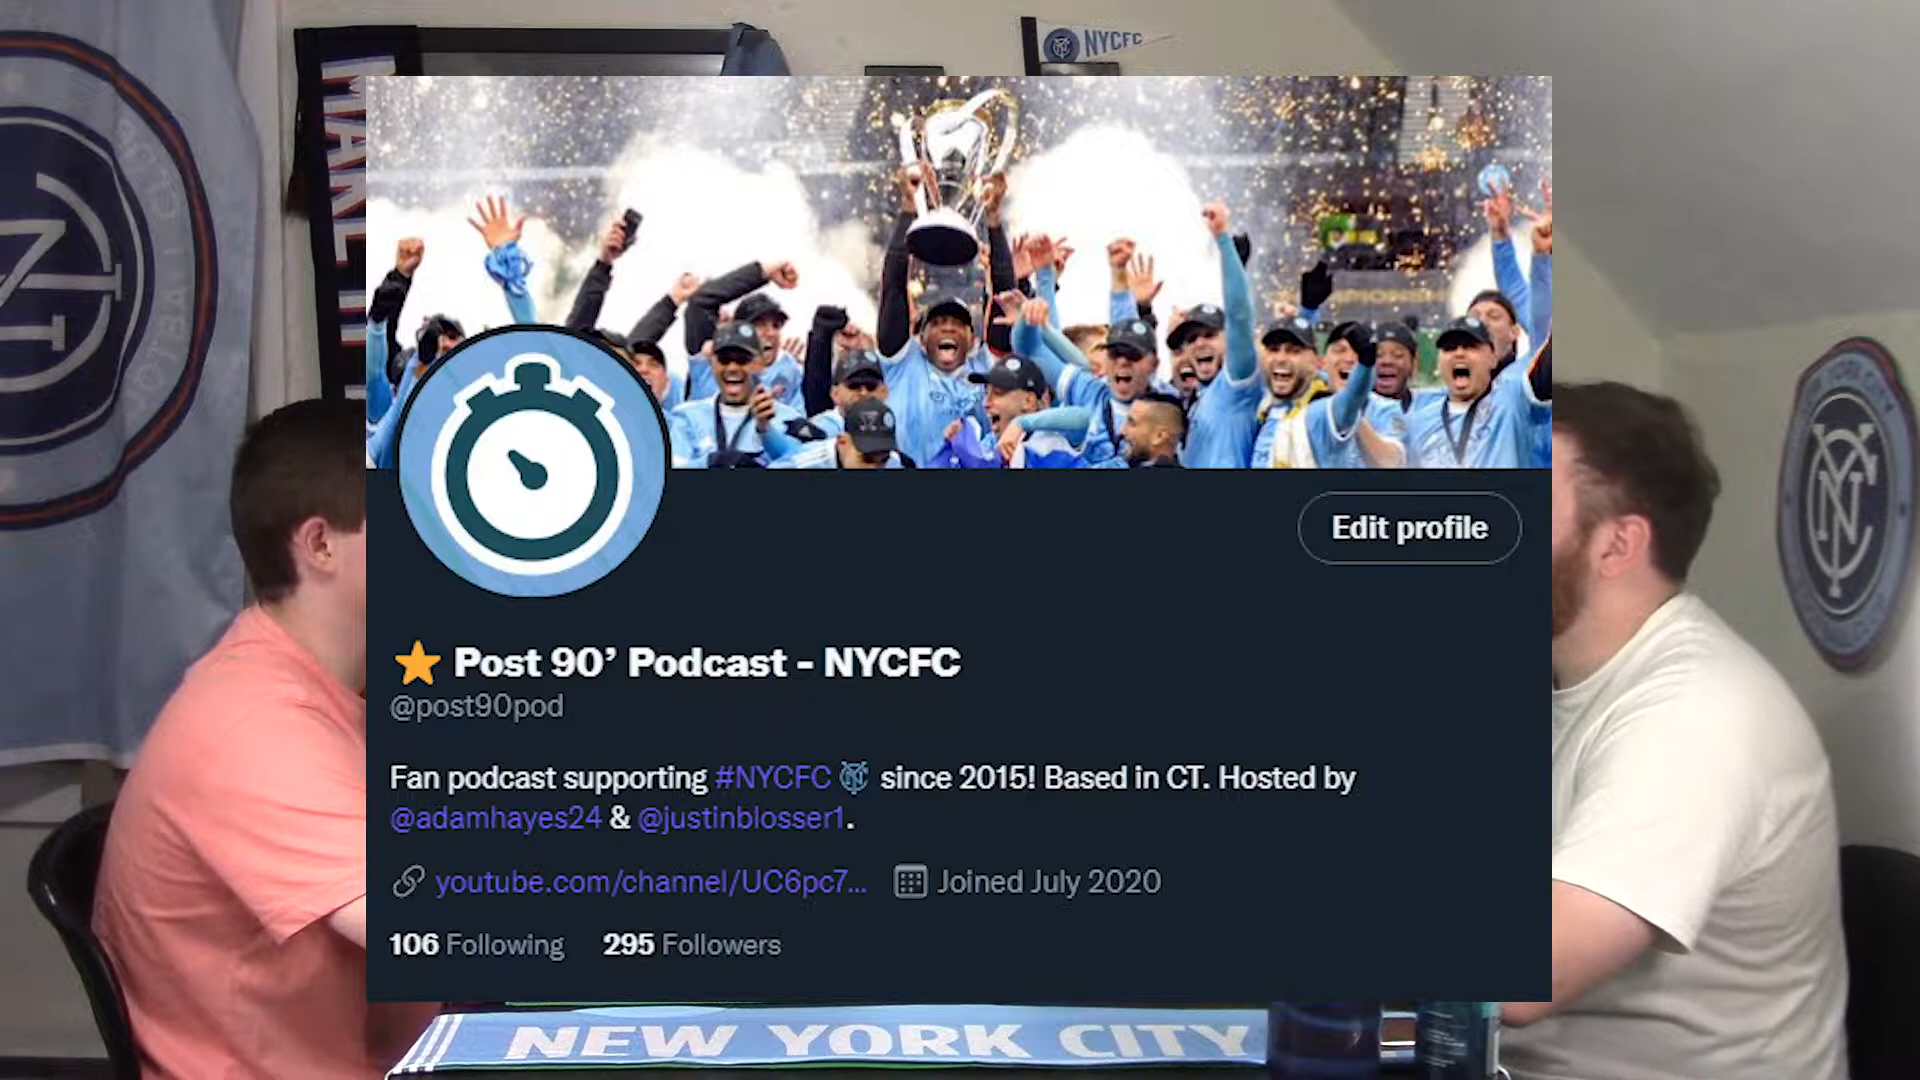 NYCFC
Edit profile
Post 90’ Podcast - NYCFC
@post90pod
Fan podcast supporting #NYCFC since 2015! Based in CT. Hosted by
@adamhayes24 & @justinblosser1.
youtube.com/channel/UC6pc7...
Joined July 2020
106 Following 295 Followers
NEW YORK CITY